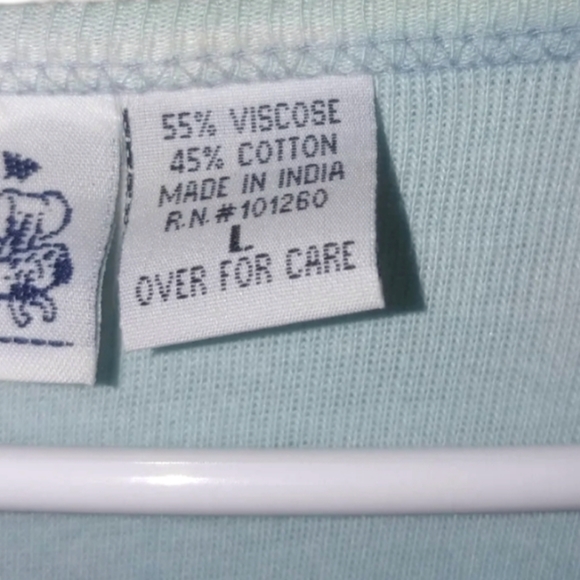 55% VISCOSE
45% COTTON
MADE IN INDIA
R.N.#101260
L
OVER FOR CARE